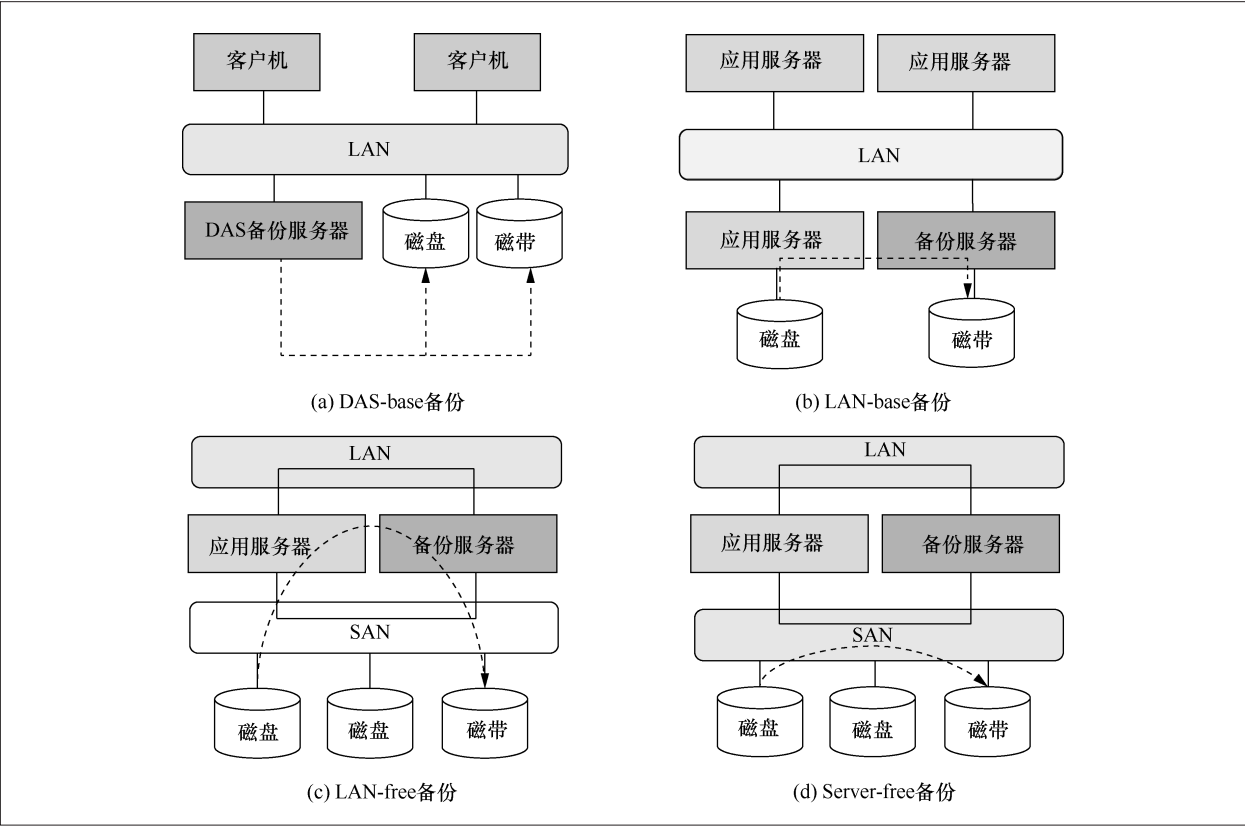 客户机 客户机
LAN
DAS备份服务器 磁盘 磁带
(a) DAS-base备份
应用服务器 应用服务器
LAN
应用服务器 备份服务器
磁盘 磁带
(b) LAN-base备份
LAN
应用服务器 备份服务器
SAN
磁盘 磁盘 磁带
(c) LAN-free备份
LAN
应用服务器 备份服务器
SAN
磁盘 磁盘 磁带
(d) Server-free备份